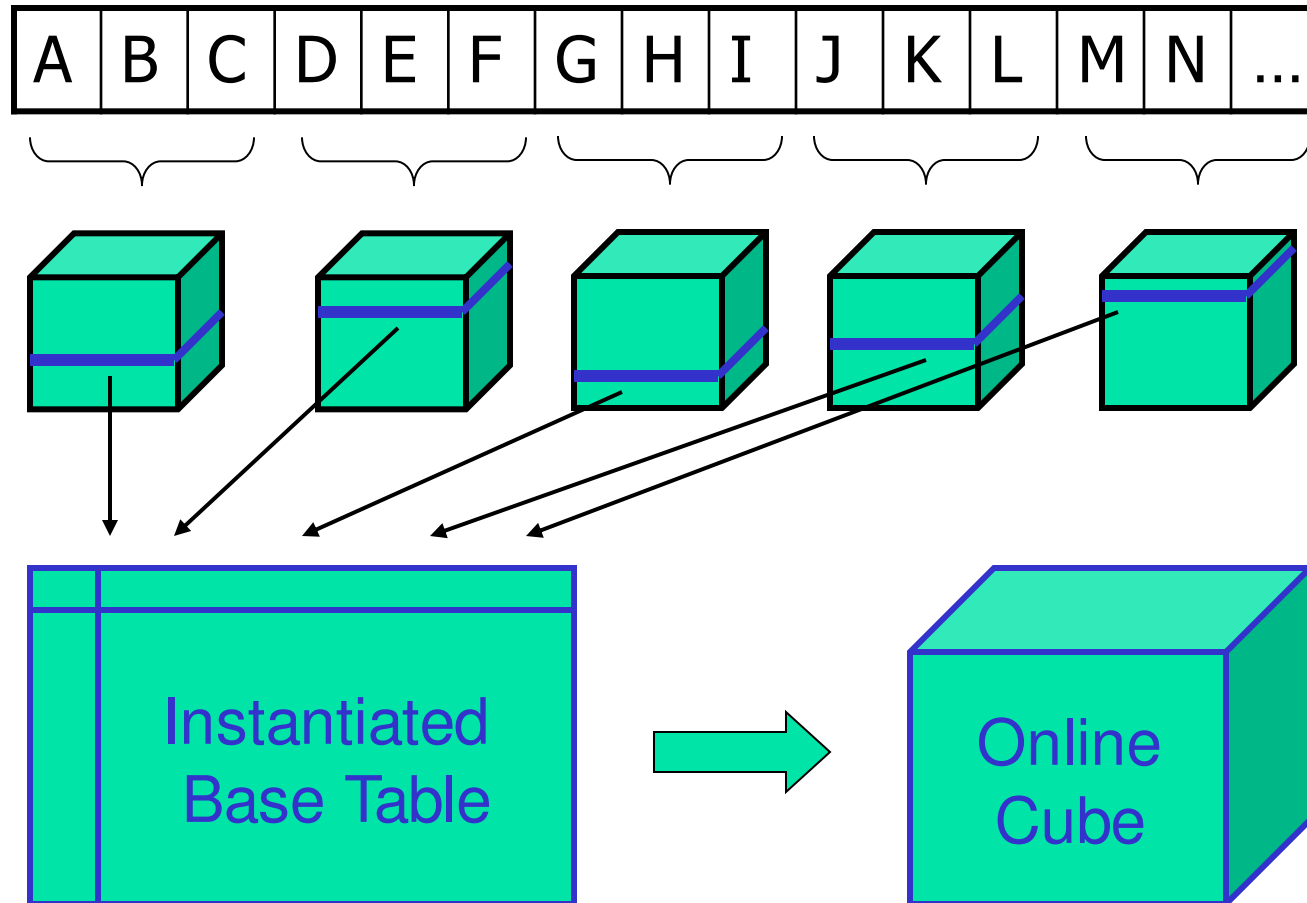 A B C D E F G H I J K L M N ...
Instantiated
Base Table
Online
Cube